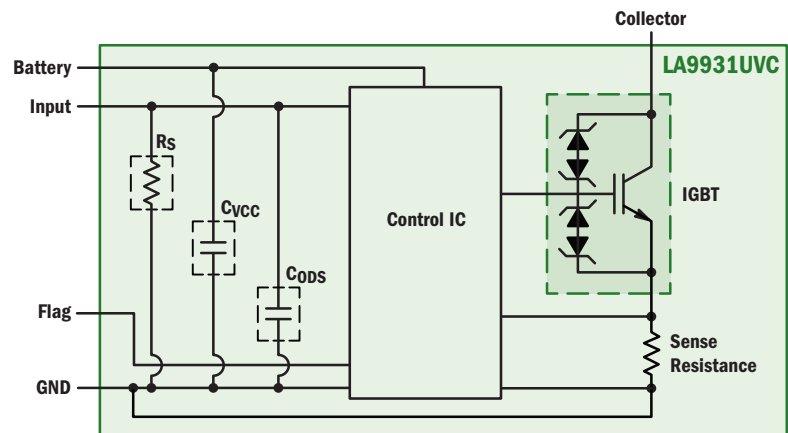 Collector
Battery
LA9931UVC
Input
RS
CVCC
IGBT
Control IC
CODS
Flag
Sense
Resistance
GND